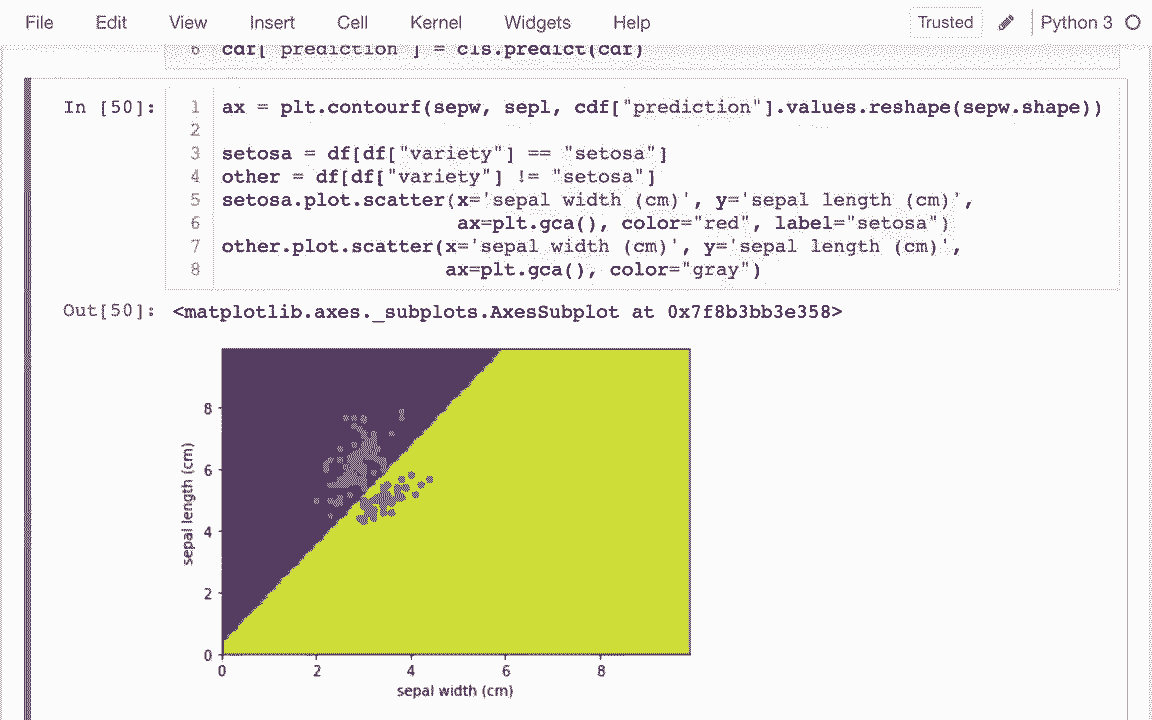 File Edit View Insert Cell Kernel Widgets Help Trusted Python 3
6 cdf["prediction"] = cls.predict(cdf)
In [50]:
1 ax = plt.contourf(sepw, sepl, cdf["prediction"].values.reshape(sepw.shape))
2
3 setosa = df[df["variety"] == "setosa"]
4 other = df[df["variety"] != "setosa"]
5 setosa.plot.scatter(x='sepal width (cm)', y='sepal length (cm)',
6 ax=plt.gca(), color="red", label="setosa")
7 other.plot.scatter(x='sepal width (cm)', y='sepal length (cm)',
8 ax=plt.gca(), color="gray")
Out[50]: <matplotlib.axes._subplots.AxesSubplot at 0x7f8b3bb3e358>
8
6
4
2
0
sepal length (cm)
0 2 4 6 8
sepal width (cm)